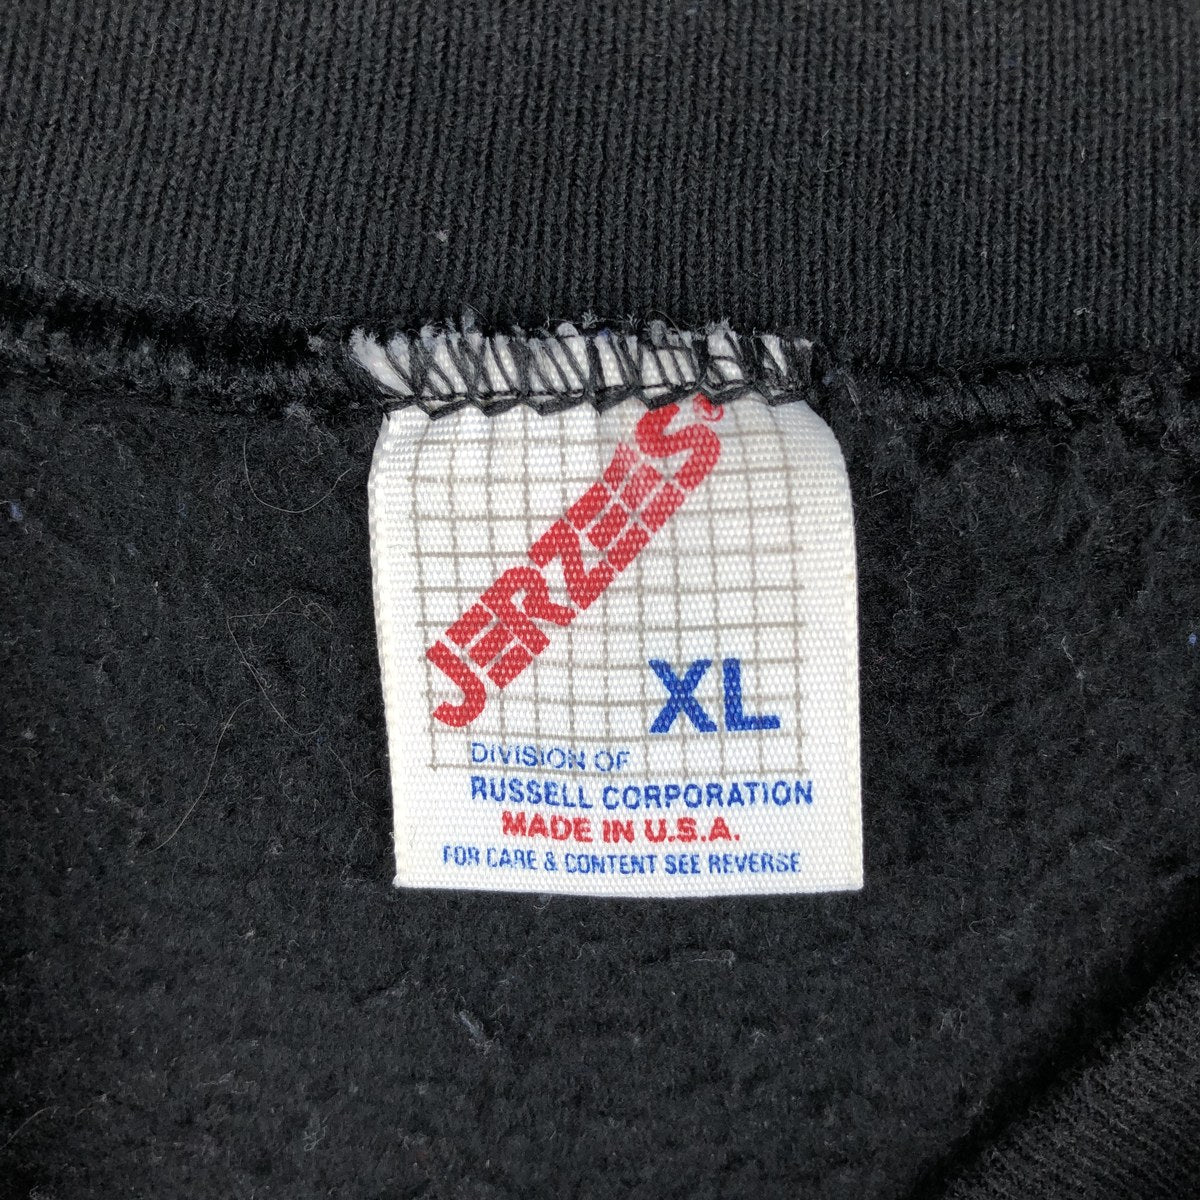 JERZEES®
XL
DIVISION OF
RUSSELL CORPORATION
MADE IN U.S.A.
FOR CARE & CONTENT SEE REVERSE